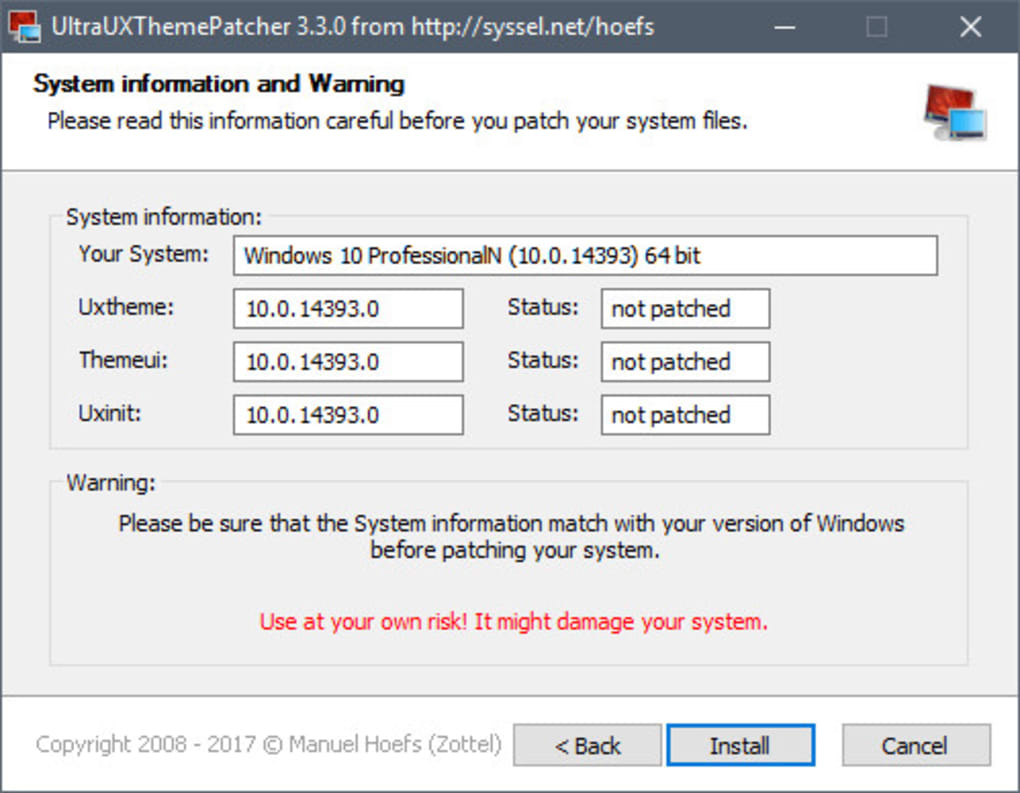 UltraUXThemePatcher 3.3.0 from http://syssel.net/hoefs
System information and Warning
Please read this information careful before you patch your system files.
System information:
Your System: Windows 10 ProfessionalN (10.0.14393) 64 bit
Uxtheme: 10.0.14393.0 Status: not patched
Themeui: 10.0.14393.0 Status: not patched
Uxinit: 10.0.14393.0 Status: not patched
Warning:
Please be sure that the System information match with your version of Windows
before patching your system.
Use at your own risk! It might damage your system.
Copyright 2008 - 2017 © Manuel Hoefs (Zottel) < Back Install Cancel